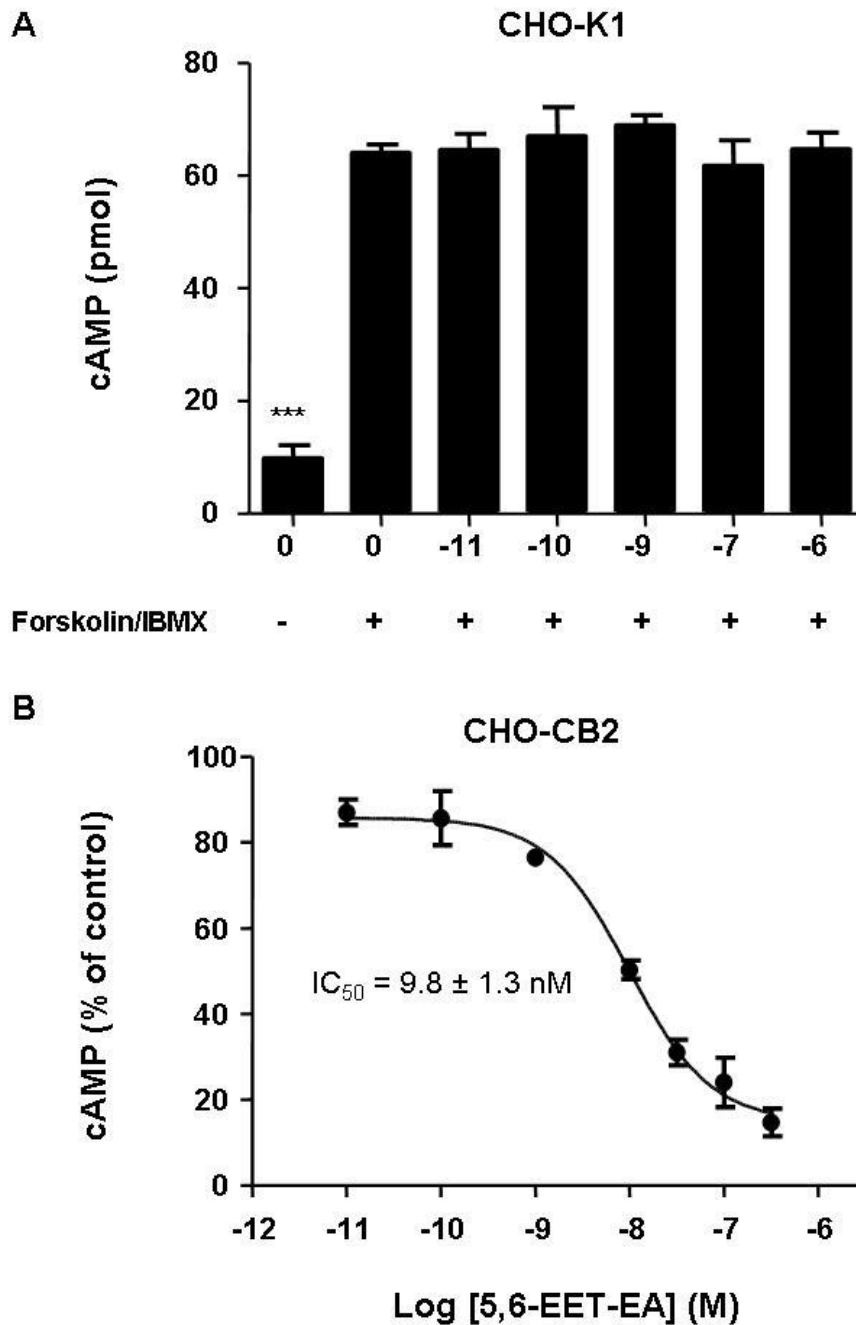 A
CHO-K1
80
60
40
20
0
cAMP (pmol)
***
0 0 -11 -10 -9 -7 -6
Forskolin/IBMX - + + + + + +
B
CHO-CB2
100
80
60
40
20
0
cAMP (% of control)
IC50 = 9.8 ± 1.3 nM
-12 -11 -10 -9 -8 -7 -6
Log [5,6-EET-EA] (M)